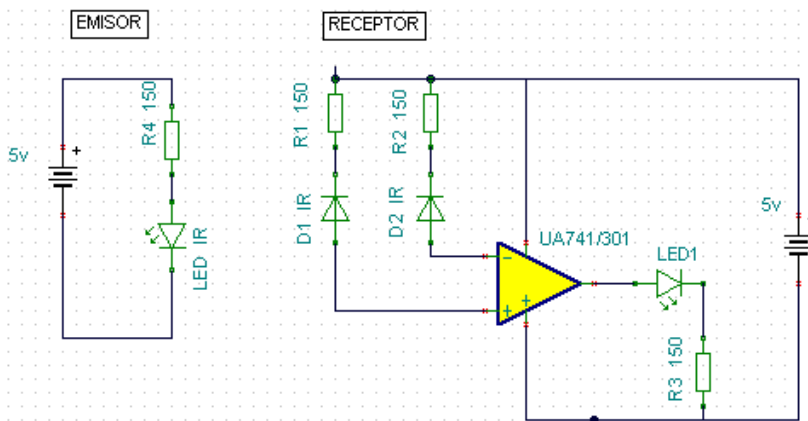 EMISOR
RECEPTOR
R4 150
5v
+
LED IR
R1 150
R2 150
D1 IR
D2 IR
UA741/301
-
+
+
LED1
R3 150
5v